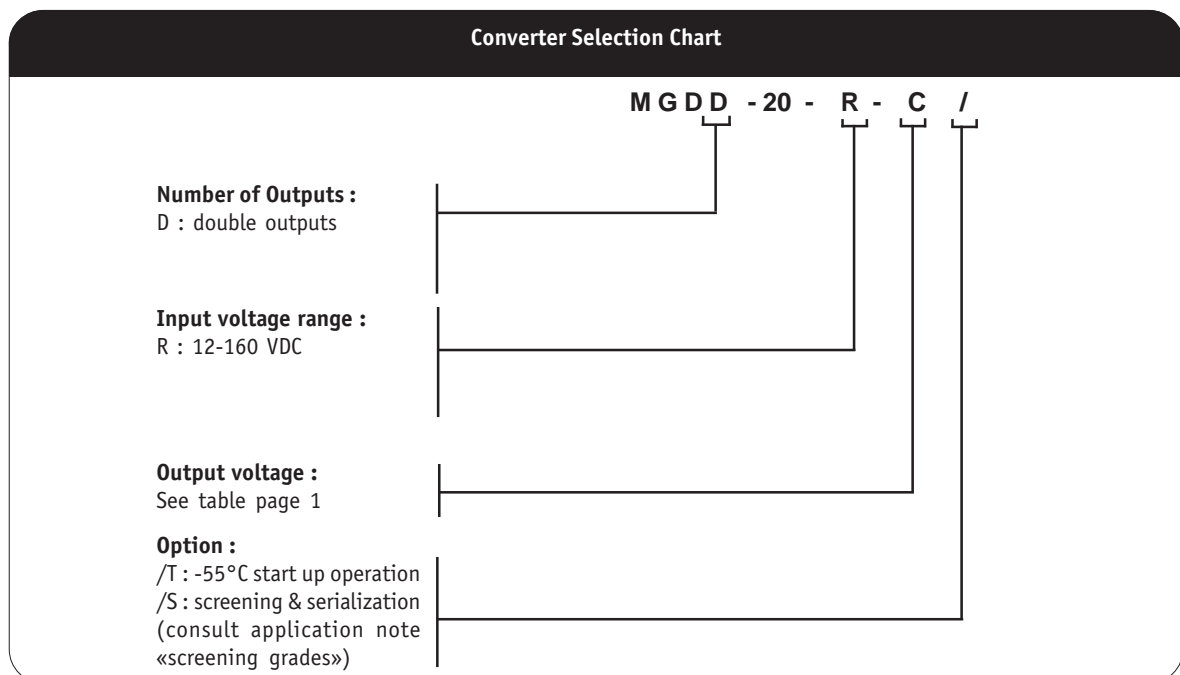 Converter Selection Chart
M G D D - 20 - R - C /
Number of Outputs :
D : double outputs
Input voltage range :
R : 12-160 VDC
Output voltage :
See table page 1
Option :
/T : -55°C start up operation
/S : screening & serialization
(consult application note
«screening grades»)